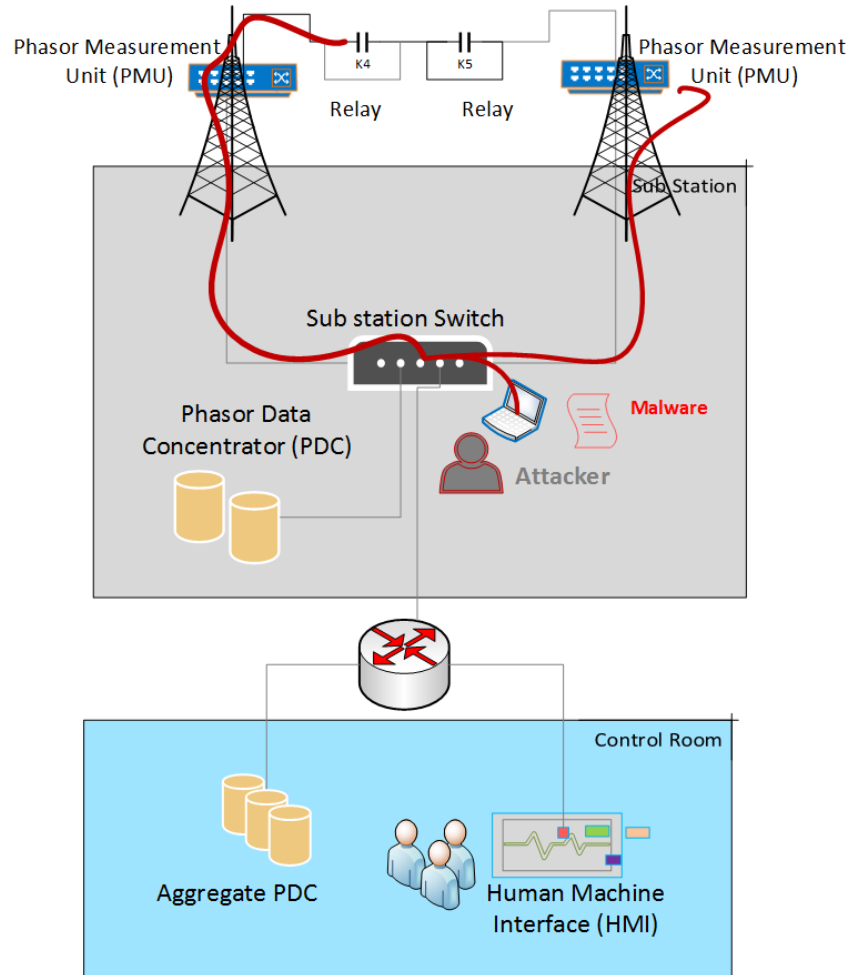 Phasor Measurement
Unit (PMU)
K4
K5
Relay
Relay
Phasor Measurement
Unit (PMU)
Sub Station
Sub station Switch
Phasor Data
Concentrator (PDC)
Malware
Attacker
Control Room
Aggregate PDC
Human Machine
Interface (HMI)